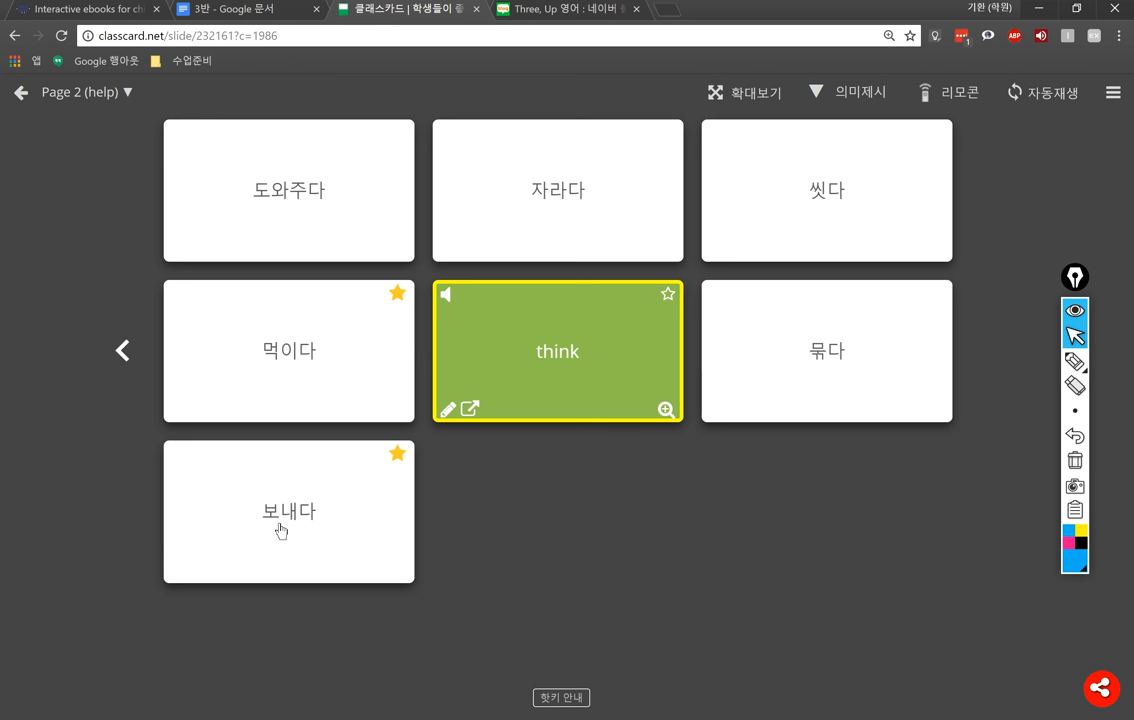 Interactive ebooks for ch
3반 - Google 문서
클래스카드 | 학생들이 좋
Three, Up 영어 : 네이버 블
기환 (학원)
classcard.net/slide/232161?c=1986
앱
Google 행아웃
수업준비
Page 2 (help) ▼
확대보기
의미제시
리모콘
자동재생
도와주다
자라다
씻다
먹이다
think
묶다
보내다
핫키 안내